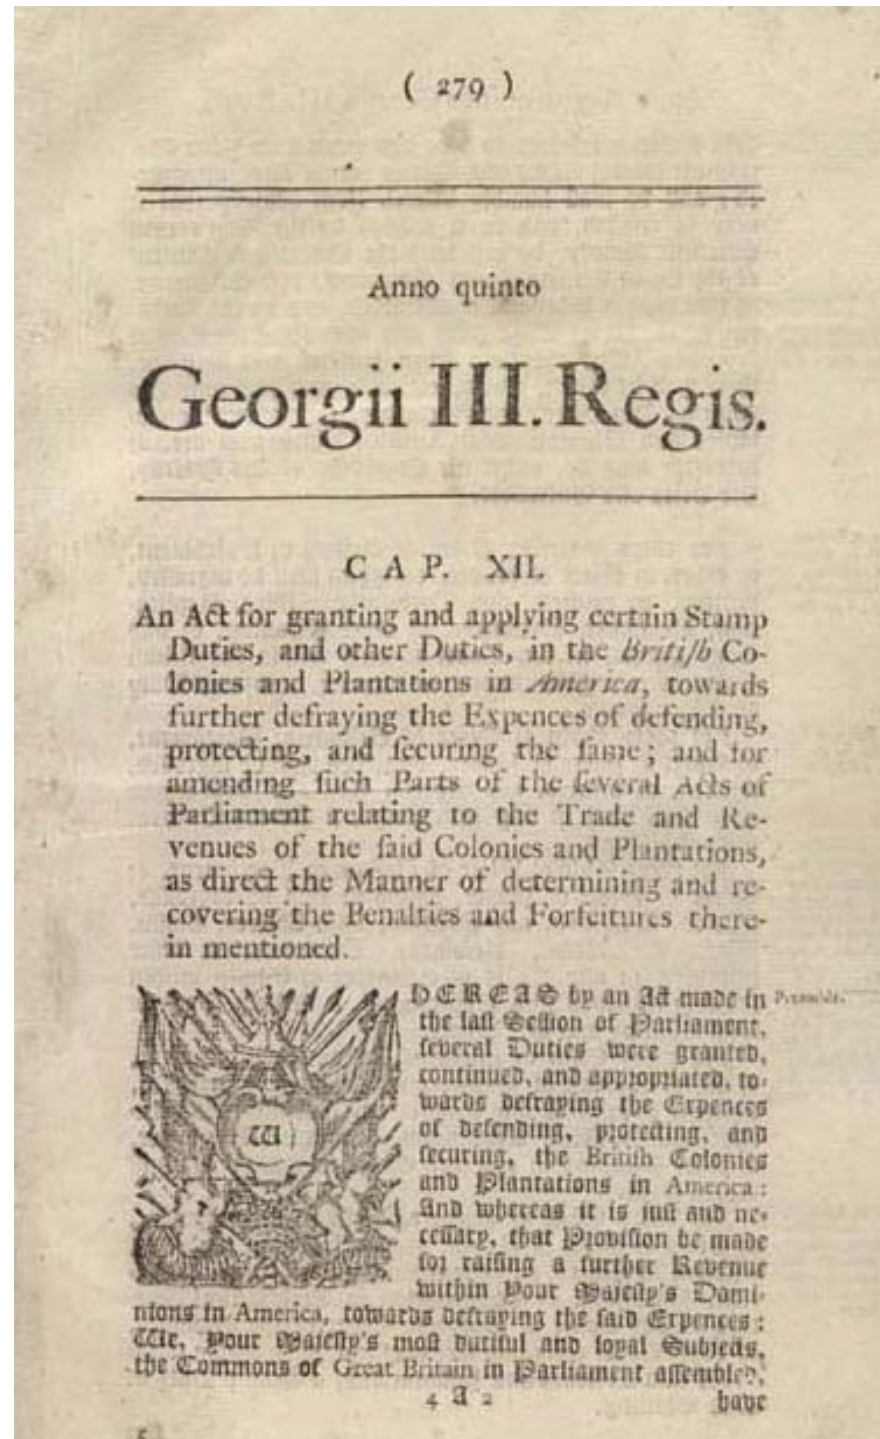 ( 279 )
Anno quinto
Georgii III. Regis.
CAP. XII.
An Act for granting and applying certain Stamp
Duties, and other Duties, in the Britiſh Co-
lonies and Plantations in America, towards
further defraying the Expences of defending,
protecting, and ſecuring the ſame; and for
amending ſuch Parts of the ſeveral Acts of
Parliament relating to the Trade and Re-
venues of the ſaid Colonies and Plantations,
as direct the Manner of determining and re-
covering the Penalties and Forfeitures there-
in mentioned.
WHEREAS by an Act made in
Preamble.
the laſt Seſſion of Parliament,
ſeveral Duties were granted,
continued, and appropriated, to-
wards defraying the Expences
of defending, protecting, and
ſecuring, the Britiſh Colonies
and Plantations in America:
And whereas it is juſt and ne-
ceſſary, that Proviſion be made
for raiſing a further Revenue
within Your Majeſty's Domi-
nions in America, towards defraying the ſaid Expences:
We, Your Majeſty's moſt dutiful and loyal Subjects,
the Commons of Great Britain in Parliament aſſembled,
4 A 2 have